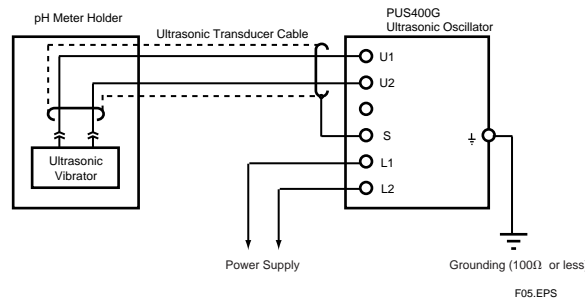 pH Meter Holder
Ultrasonic Transducer Cable
PUS400G
Ultrasonic Oscillator
U1
U2
S
L1
L2
Ultrasonic
Vibrator
Power Supply
Grounding (100Ω or less
F05.EPS